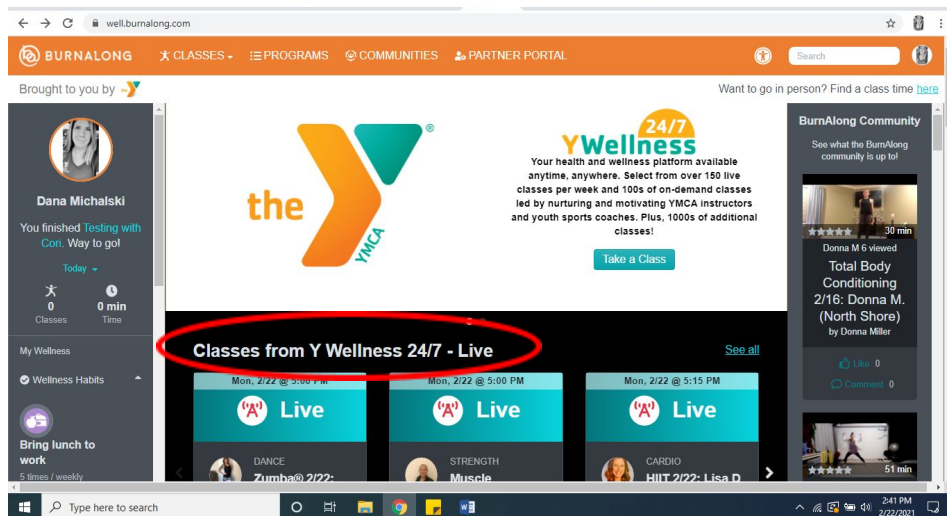 well.burnalong.com
BURNALONG
CLASSES
PROGRAMS
COMMUNITIES
PARTNER PORTAL
Search
Brought to you by
Want to go in person? Find a class time here
Dana Michalski
You finished Testing with
Cori. Way to go!
Today
0
Classes
0 min
Time
My Wellness
Wellness Habits
Bring lunch to
work
5 times / weekly
the
YMCA
®
24/7
YWellness
Your health and wellness platform available
anytime, anywhere. Select from over 150 live
classes per week and 100s of on-demand classes
led by nurturing and motivating YMCA instructors
and youth sports coaches. Plus, 1000s of additional
classes!
Take a Class
Classes from Y Wellness 24/7 - Live
See all
Mon, 2/22 @ 5:00 PM
Live
DANCE
Zumba® 2/22:
Mon, 2/22 @ 5:00 PM
Live
STRENGTH
Muscle
Mon, 2/22 @ 5:15 PM
Live
CARDIO
HIIT 2/22: Lisa D
BurnAlong Community
See what the BurnAlong
community is up to!
30 min
Donna M 6 viewed
Total Body
Conditioning
2/16: Donna M.
(North Shore)
by Donna Miller
Like 0
Comment 0
51 min
Type here to search
2:41 PM
2/22/2021